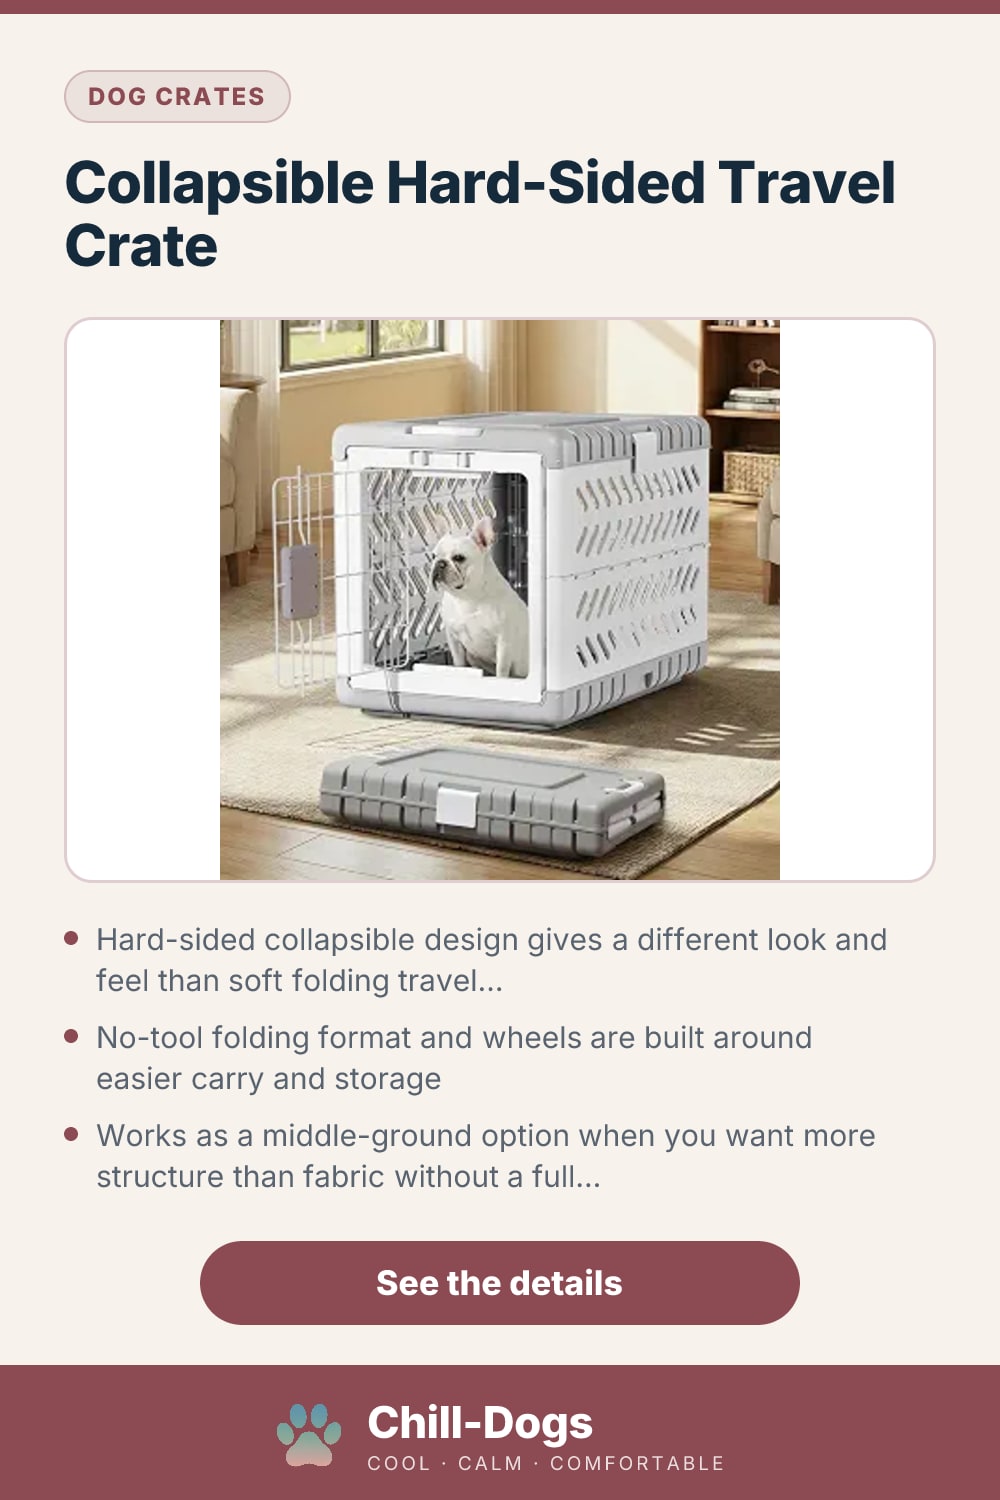 DOG CRATES
Collapsible Hard-Sided Travel
Crate
Hard-sided collapsible design gives a different look and
feel than soft folding travel...
No-tool folding format and wheels are built around
easier carry and storage
Works as a middle-ground option when you want more
structure than fabric without a full...
See the details
Chill-Dogs
COOL · CALM · COMFORTABLE